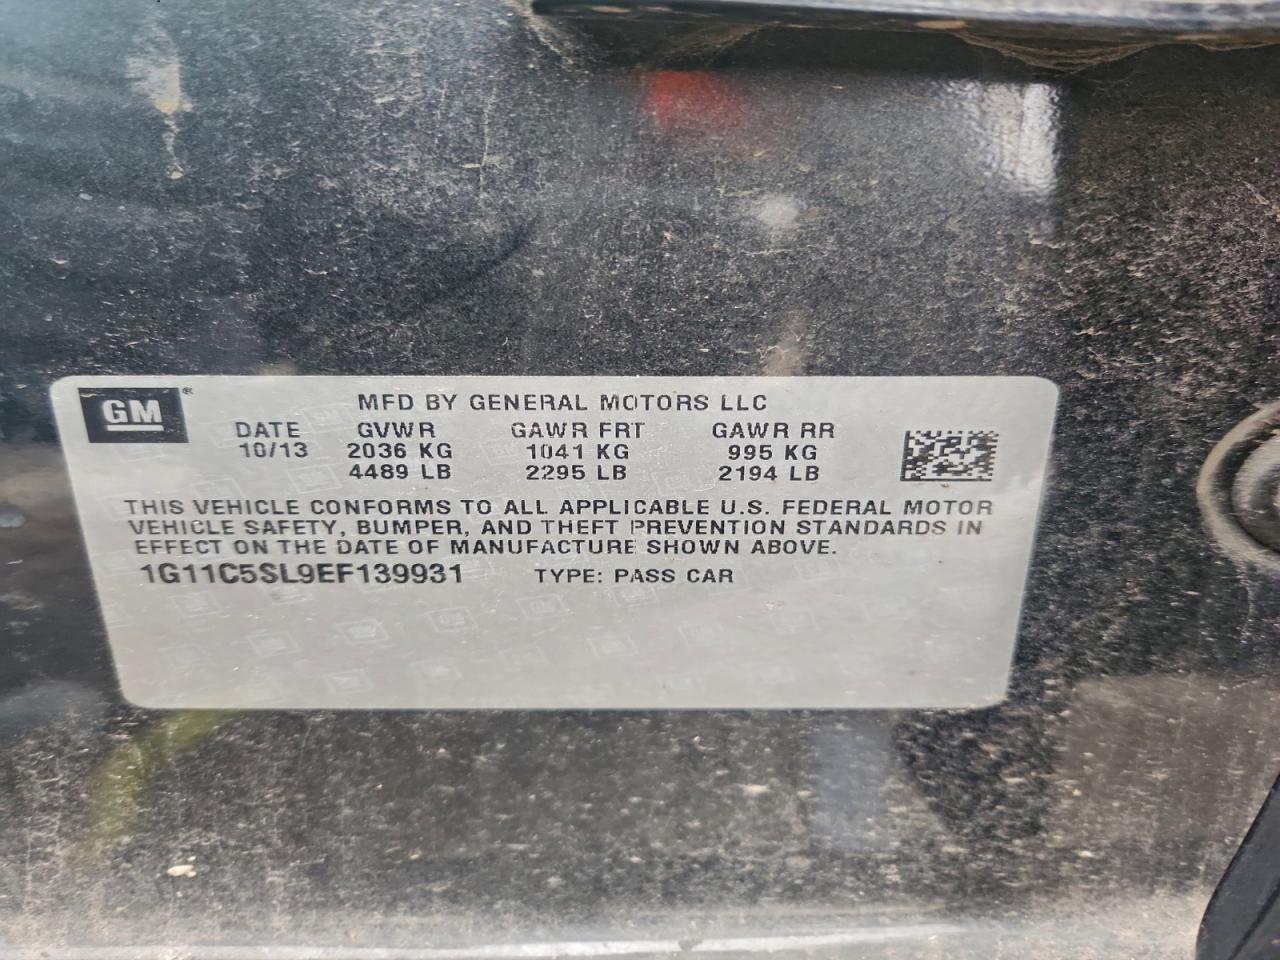 GM®
MFD BY GENERAL MOTORS LLC
DATE GVWR GAWR FRT GAWR RR
10/13 2036 KG 1041 KG 995 KG
4489 LB 2295 LB 2194 LB
THIS VEHICLE CONFORMS TO ALL APPLICABLE U.S. FEDERAL MOTOR
VEHICLE SAFETY, BUMPER, AND THEFT PREVENTION STANDARDS IN
EFFECT ON THE DATE OF MANUFACTURE SHOWN ABOVE.
1G11C5SL9EF139931 TYPE: PASS CAR